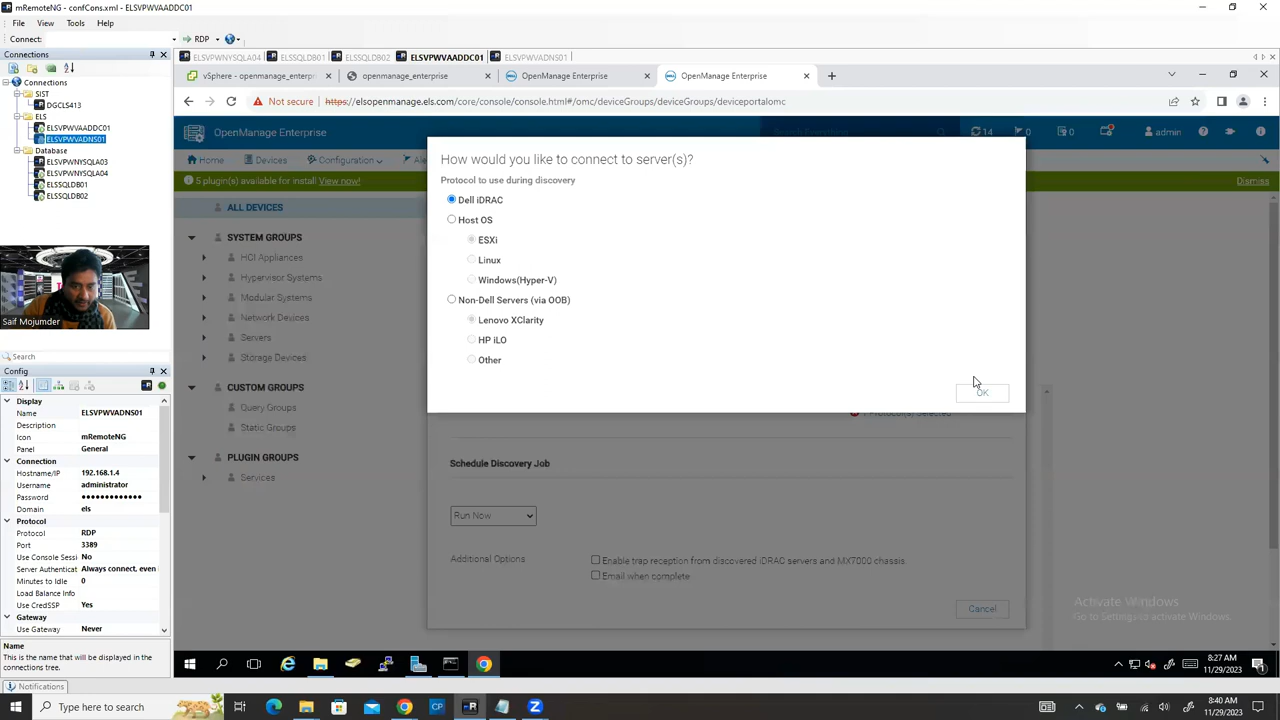 mRemoteNG - confCons.xml - ELSVPWVAADDC01
File View Tools Help
Connect: RDP
Connections
Connections
SIST
DGCLS413
ELS
ELSVPWVAADDC01
ELSVPWVADNS01
Database
ELSVPWNYSQLA03
ELSVPWNYSQLA04
ELSSQLDB01
ELSSQLDB02
Saif Mojumder
Search
Config
Display
Name ELSVPWVADNS01
Description
Icon mRemoteNG
Panel General
Connection
Hostname/IP 192.168.1.4
Username administrator
Password ●●●●●●●●●●●●●
Domain els
Protocol
Protocol RDP
Port 3389
Use Console Sessi No
Server Authenticat Always connect, even
Minutes to Idle 0
Load Balance Info
Use CredSSP Yes
Gateway
Use Gateway Never
Name
This is the name that will be displayed in the
connections tree.
Notifications
ELSVPWNYSQLA04 ELSSQLDB01 ELSSQLDB02 ELSVPWVAADDC01 ELSVPWVADNS01
vSphere - openmanage_enterpr openmanage_enterprise OpenManage Enterprise OpenManage Enterprise
Not secure https://elsopenmanage.els.com/core/console/console.html#/omc/deviceGroups/deviceGroups/deviceportalomc
OpenManage Enterprise Search Everything 14 0 0 admin
Home Devices Configuration
5 plugin(s) available for install View now! Dismiss
ALL DEVICES
SYSTEM GROUPS
HCI Appliances
Hypervisor Systems
Modular Systems
Network Devices
Servers
Storage Devices
CUSTOM GROUPS
Query Groups
Static Groups
PLUGIN GROUPS
Services
How would you like to connect to server(s)?
Protocol to use during discovery
Dell iDRAC
Host OS
ESXi
Linux
Windows(Hyper-V)
Non-Dell Servers (via OOB)
Lenovo XClarity
HP iLO
Other
OK
Protocol(s) Selected
Schedule Discovery Job
Run Now
Additional Options Enable trap reception from discovered iDRAC servers and MX7000 chassis.
Email when complete
Cancel
Activate Windows
Go to Settings to activate Windows.
8:27 AM
11/29/2023
Type here to search
8:40 AM
11/29/2023